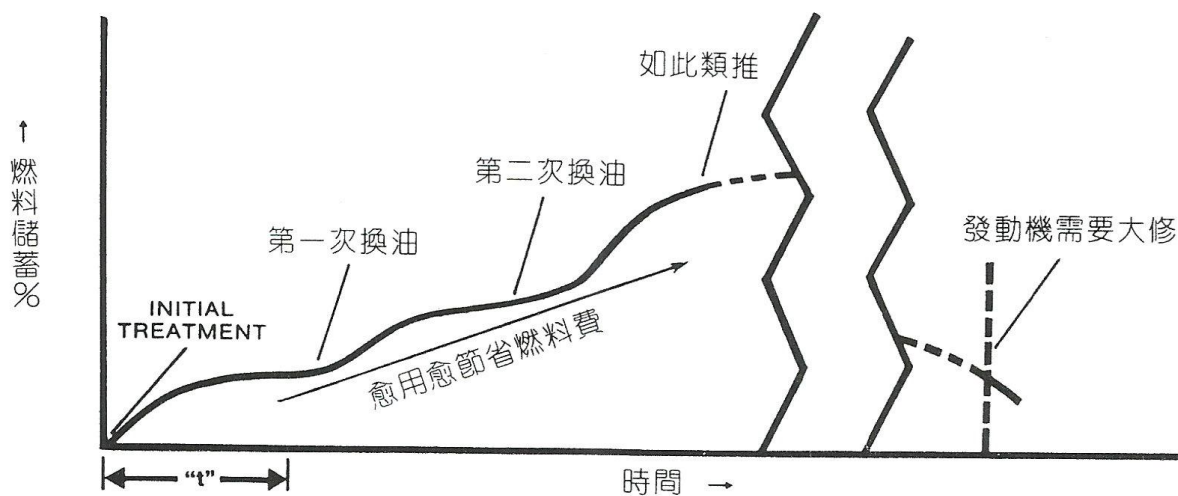 如此類推
第二次換油
發動機需要大修
第一次換油
↑燃料儲蓄%
INITIAL
TREATMENT
愈用愈節省燃料費
“t”
時間 →